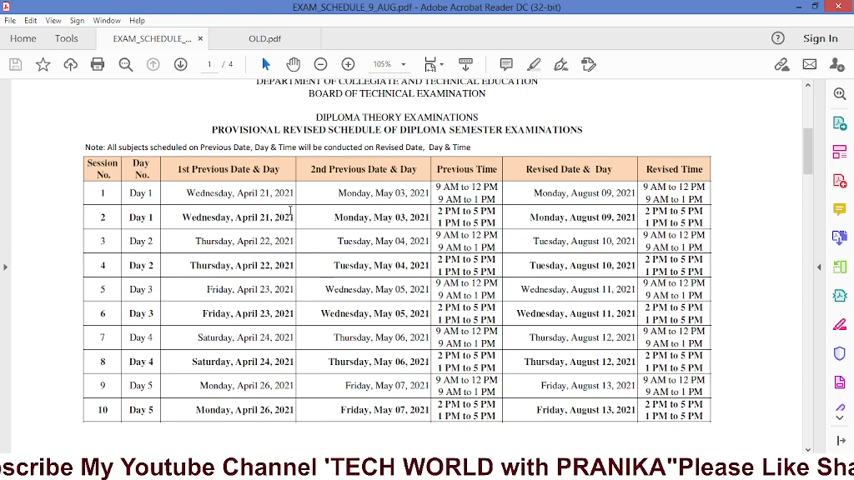 EXAM_SCHEDULE_9_AUG.pdf - Adobe Acrobat Reader DC (32-bit)
File Edit View Sign Window Help
Home Tools EXAM_SCHEDULE_... × OLD.pdf ? Sign In
1 / 4 105%
DEPARTMENT OF COLLEGIATE AND TECHNICAL EDUCATION
BOARD OF TECHNICAL EXAMINATION
DIPLOMA THEORY EXAMINATIONS
PROVISIONAL REVISED SCHEDULE OF DIPLOMA SEMESTER EXAMINATIONS
Note: All subjects scheduled on Previous Date, Day & Time will be conducted on Revised Date, Day & Time
Session No. Day No. 1st Previous Date & Day 2nd Previous Date & Day Previous Time Revised Date & Day Revised Time
1 Day 1 Wednesday, April 21, 2021 Monday, May 03, 2021 9 AM to 12 PM 9 AM to 1 PM Monday, August 09, 2021 9 AM to 12 PM 9 AM to 1 PM
2 Day 1 Wednesday, April 21, 2021 Monday, May 03, 2021 2 PM to 5 PM 1 PM to 5 PM Monday, August 09, 2021 2 PM to 5 PM 1 PM to 5 PM
3 Day 2 Thursday, April 22, 2021 Tuesday, May 04, 2021 9 AM to 12 PM 9 AM to 1 PM Tuesday, August 10, 2021 9 AM to 12 PM 9 AM to 1 PM
4 Day 2 Thursday, April 22, 2021 Tuesday, May 04, 2021 2 PM to 5 PM 1 PM to 5 PM Tuesday, August 10, 2021 2 PM to 5 PM 1 PM to 5 PM
5 Day 3 Friday, April 23, 2021 Wednesday, May 05, 2021 9 AM to 12 PM 9 AM to 1 PM Wednesday, August 11, 2021 9 AM to 12 PM 9 AM to 1 PM
6 Day 3 Friday, April 23, 2021 Wednesday, May 05, 2021 2 PM to 5 PM 1 PM to 5 PM Wednesday, August 11, 2021 2 PM to 5 PM 1 PM to 5 PM
7 Day 4 Saturday, April 24, 2021 Thursday, May 06, 2021 9 AM to 12 PM 9 AM to 1 PM Thursday, August 12, 2021 9 AM to 12 PM 9 AM to 1 PM
8 Day 4 Saturday, April 24, 2021 Thursday, May 06, 2021 2 PM to 5 PM 1 PM to 5 PM Thursday, August 12, 2021 2 PM to 5 PM 1 PM to 5 PM
9 Day 5 Monday, April 26, 2021 Friday, May 07, 2021 9 AM to 12 PM 9 AM to 1 PM Friday, August 13, 2021 9 AM to 12 PM 9 AM to 1 PM
10 Day 5 Monday, April 26, 2021 Friday, May 07, 2021 2 PM to 5 PM 1 PM to 5 PM Friday, August 13, 2021 2 PM to 5 PM 1 PM to 5 PM
scribe My Youtube Channel 'TECH WORLD with PRANIKA"Please Like Sha